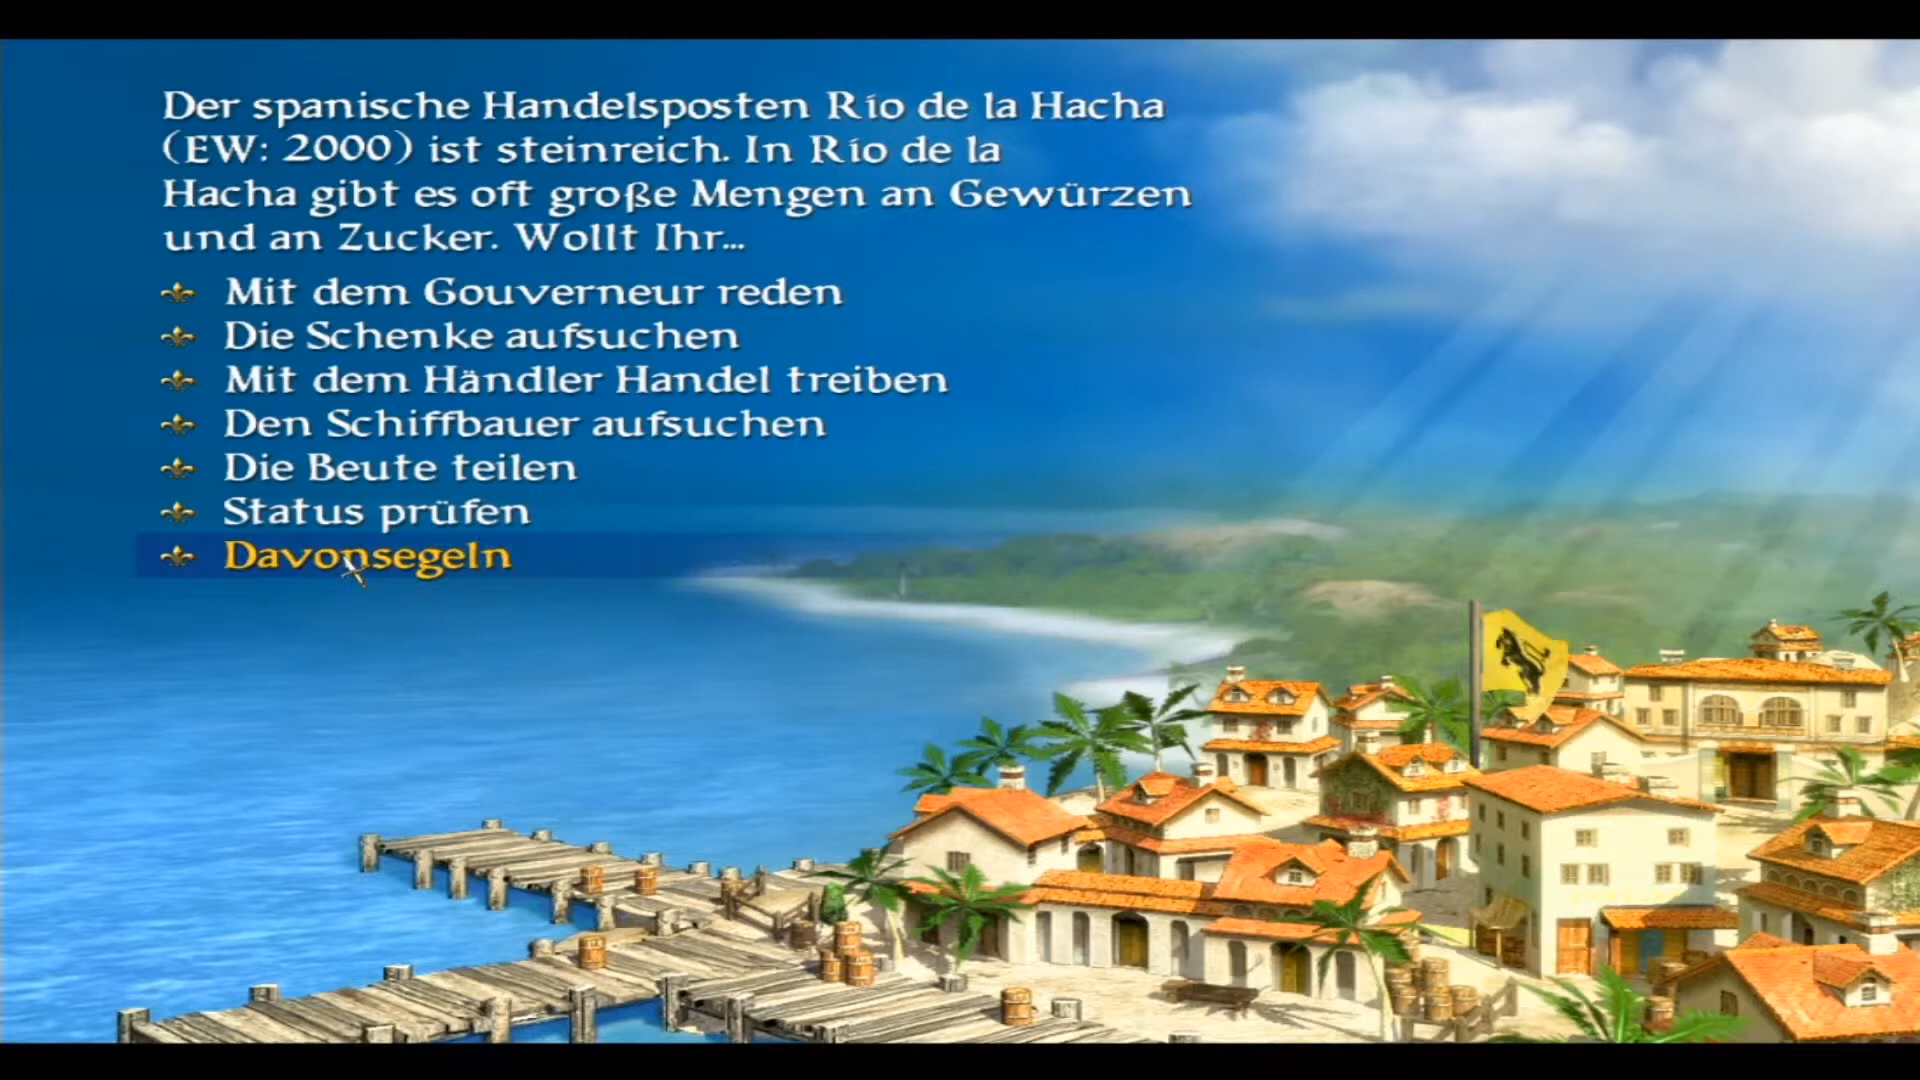 Der spanische Handelsposten Río de la Hacha
(EW: 2000) ist steinreich. In Río de la
Hacha gibt es oft große Mengen an Gewürzen
und an Zucker. Wollt Ihr...
Mit dem Gouverneur reden
Die Schenke aufsuchen
Mit dem Händler Handel treiben
Den Schiffbauer aufsuchen
Die Beute teilen
Status prüfen
Davonsegeln